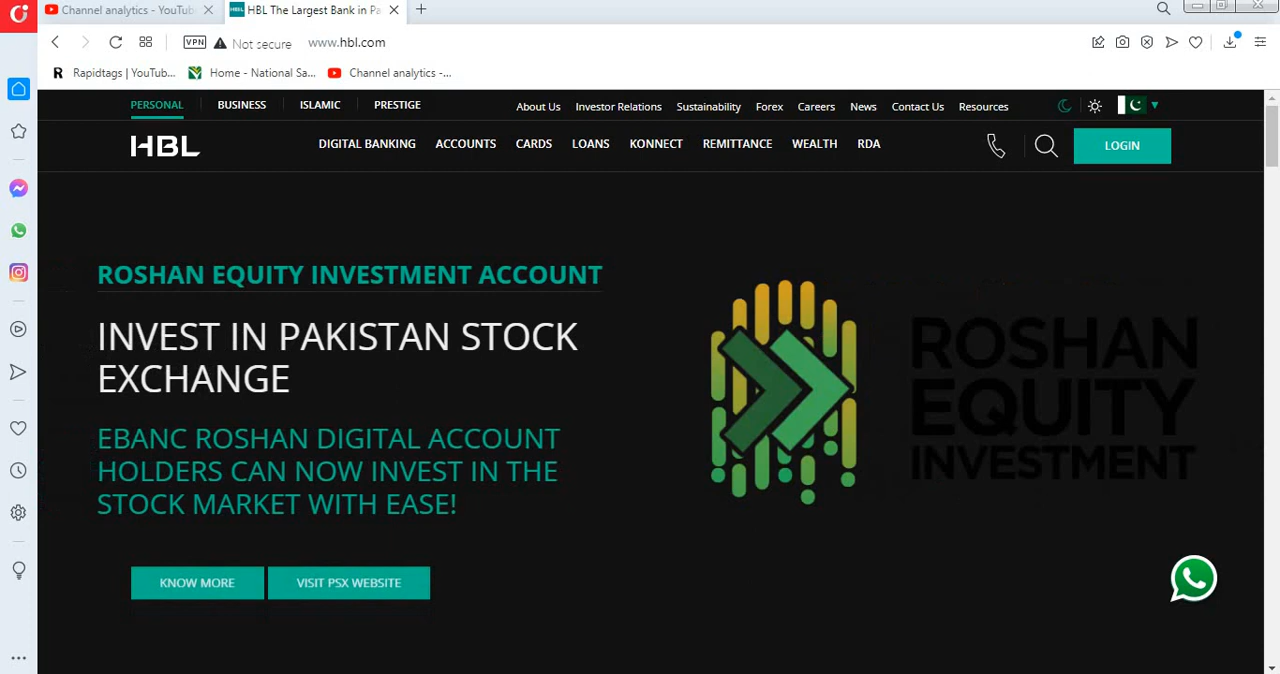 Channel analytics - YouTub
HBL The Largest Bank in Pa
VPN
Not secure
www.hbl.com
R Rapidtags | YouTub...
Home - National Sa...
Channel analytics -...
PERSONAL
BUSINESS
ISLAMIC
PRESTIGE
About Us
Investor Relations
Sustainability
Forex
Careers
News
Contact Us
Resources
HBL
DIGITAL BANKING
ACCOUNTS
CARDS
LOANS
KONNECT
REMITTANCE
WEALTH
RDA
LOGIN
ROSHAN EQUITY INVESTMENT ACCOUNT
INVEST IN PAKISTAN STOCK
EXCHANGE
EBANC ROSHAN DIGITAL ACCOUNT
HOLDERS CAN NOW INVEST IN THE
STOCK MARKET WITH EASE!
ROSHAN
EQUITY
INVESTMENT
KNOW MORE
VISIT PSX WEBSITE